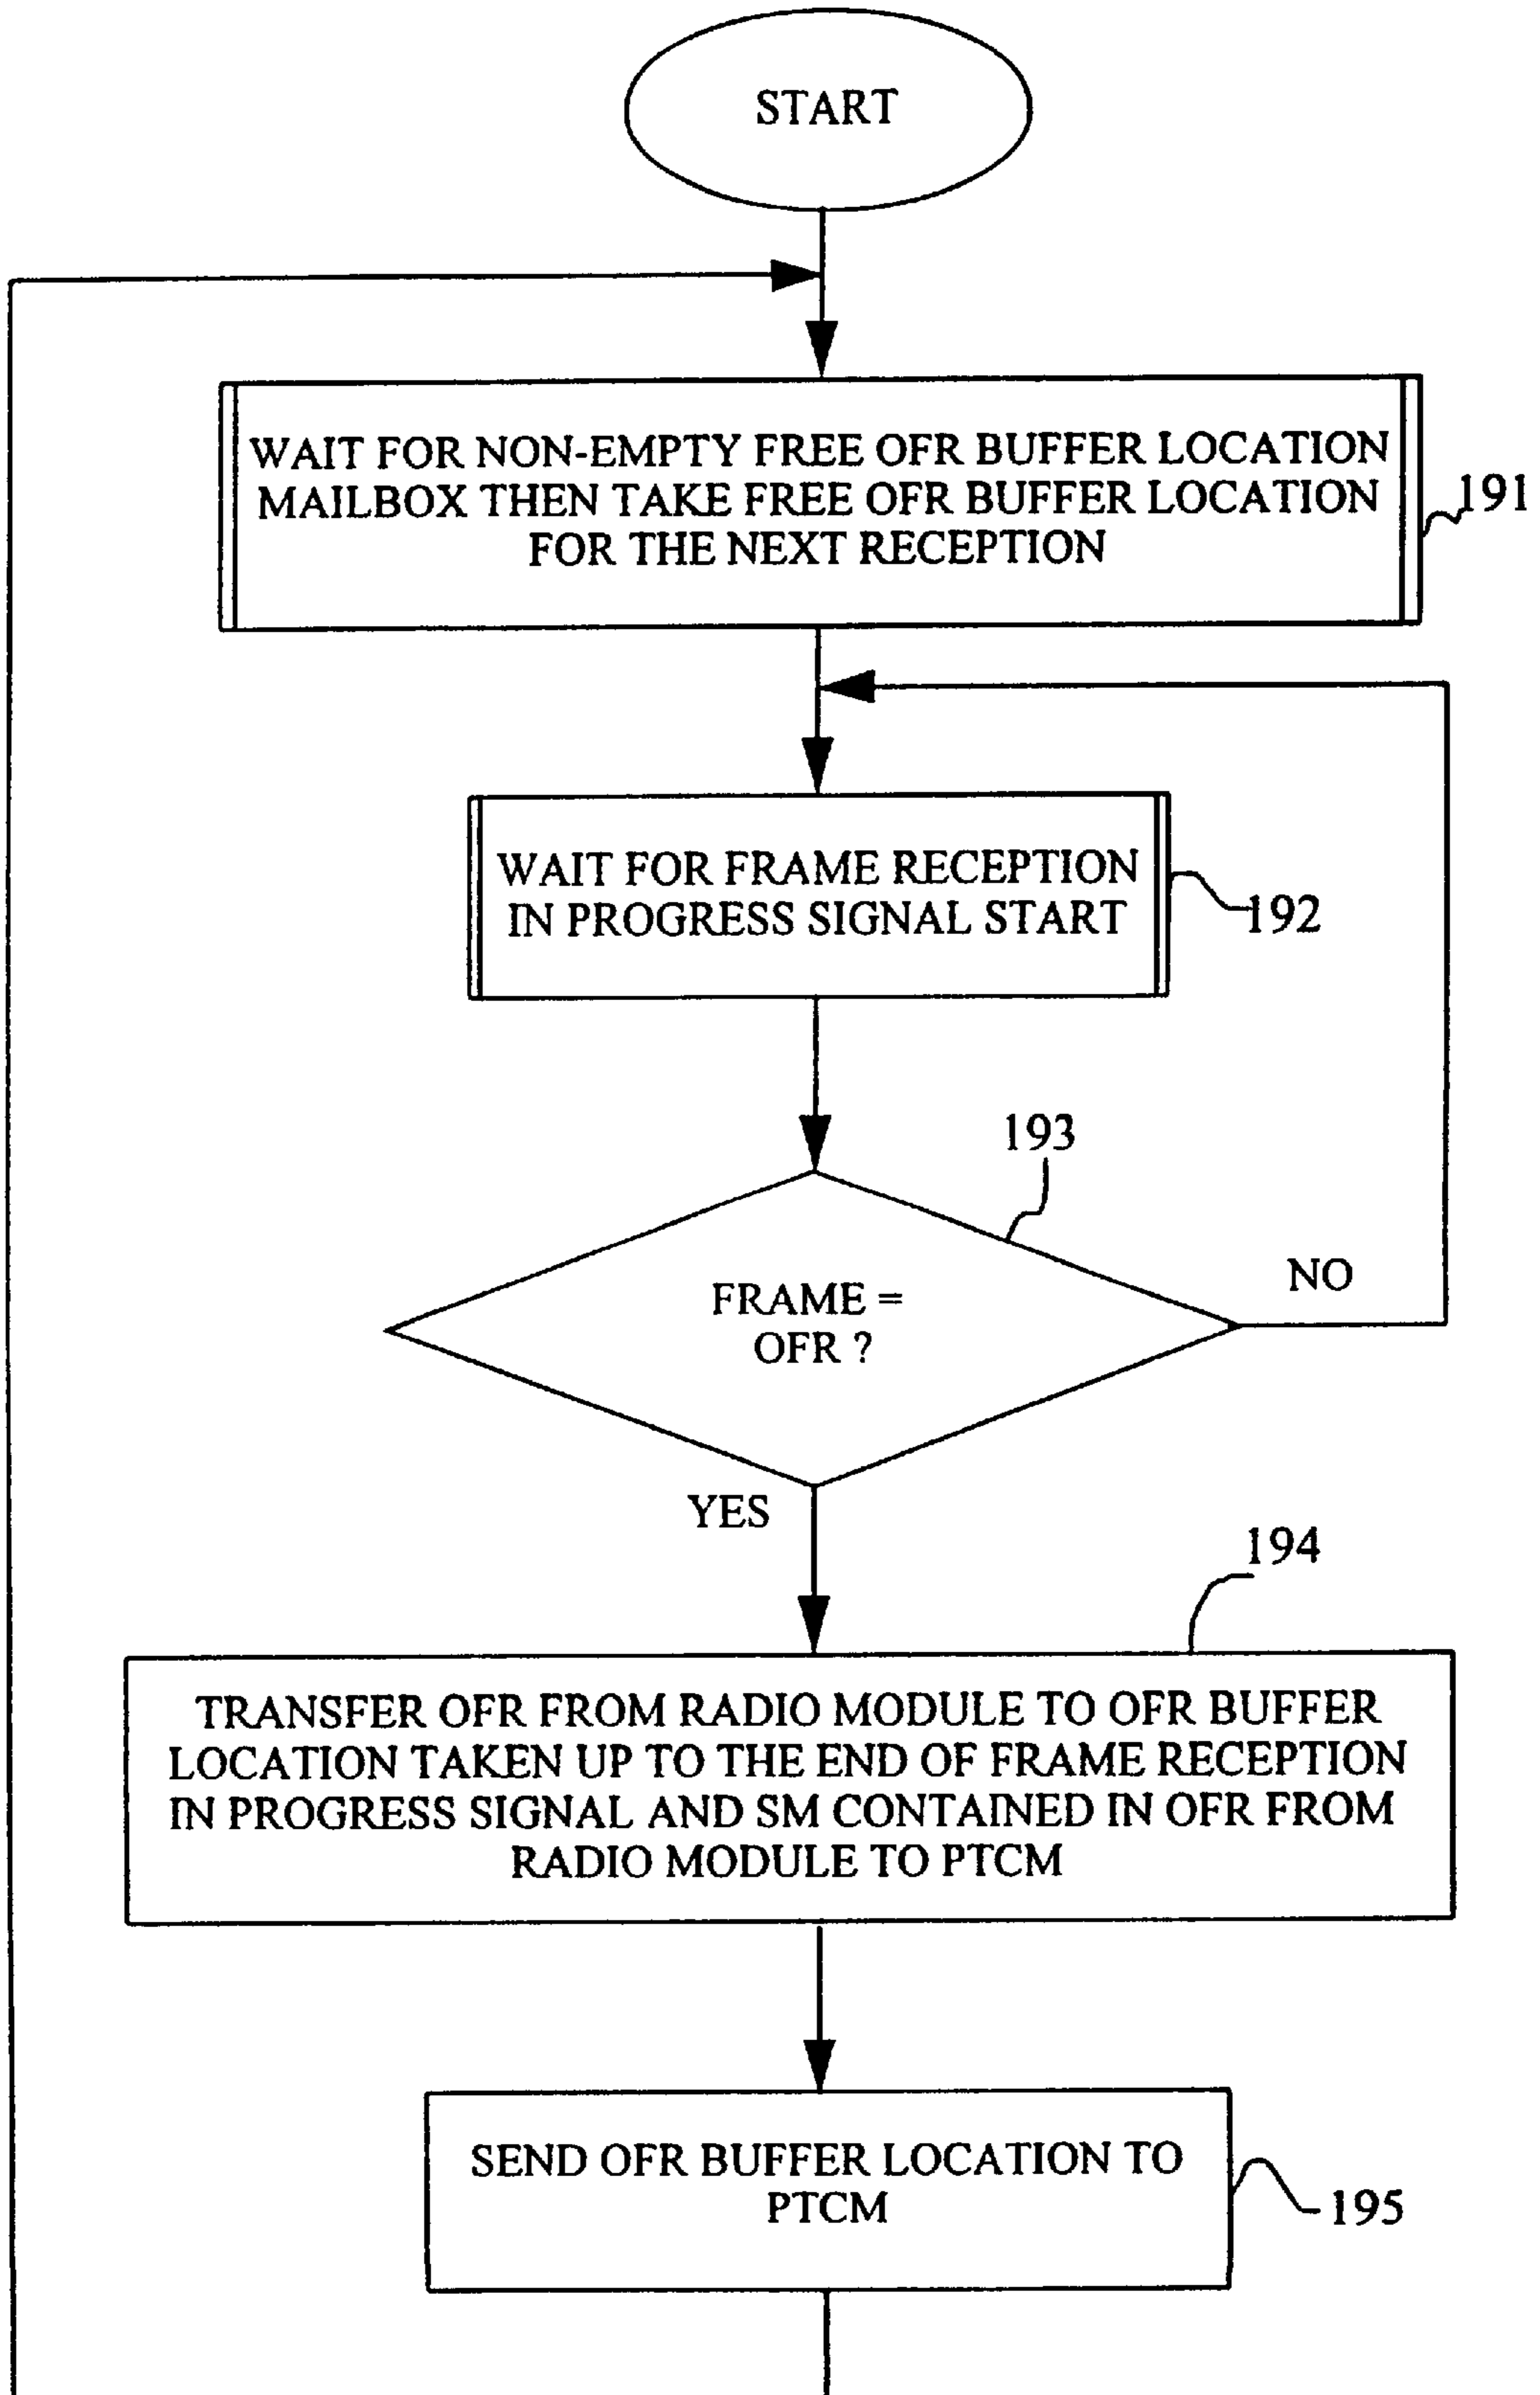 START
WAIT FOR NON-EMPTY FREE OFR BUFFER LOCATION
MAILBOX THEN TAKE FREE OFR BUFFER LOCATION
FOR THE NEXT RECEPTION
191
WAIT FOR FRAME RECEPTION
IN PROGRESS SIGNAL START
192
193
FRAME =
OFR ?
NO
YES
194
TRANSFER OFR FROM RADIO MODULE TO OFR BUFFER
LOCATION TAKEN UP TO THE END OF FRAME RECEPTION
IN PROGRESS SIGNAL AND SM CONTAINED IN OFR FROM
RADIO MODULE TO PTCM
SEND OFR BUFFER LOCATION TO
PTCM
195